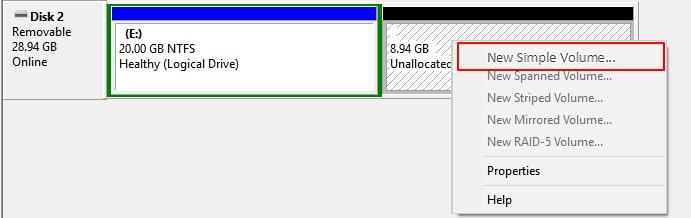 Disk 2
Removable
28.94 GB
Online
(E:)
20.00 GB NTFS
Healthy (Logical Drive)
8.94 GB
Unallocated
New Simple Volume...
New Spanned Volume...
New Striped Volume...
New Mirrored Volume...
New RAID-5 Volume...
Properties
Help